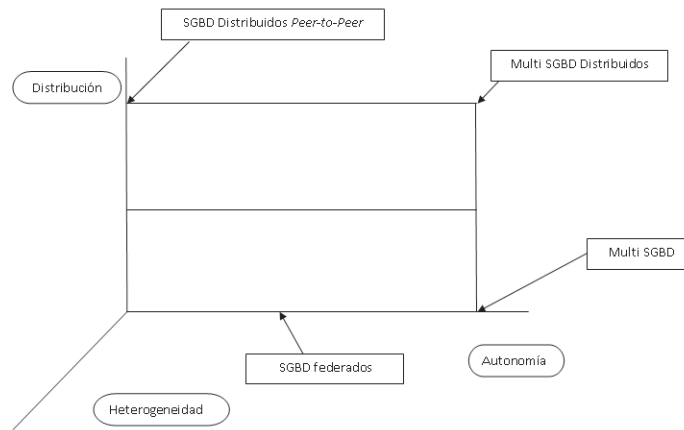 SGBD Distribuidos Peer-to-Peer
Multi SGBD Distribuidos
Distribución
Multi SGBD
SGBD federados
Autonomía
Heterogeneidad